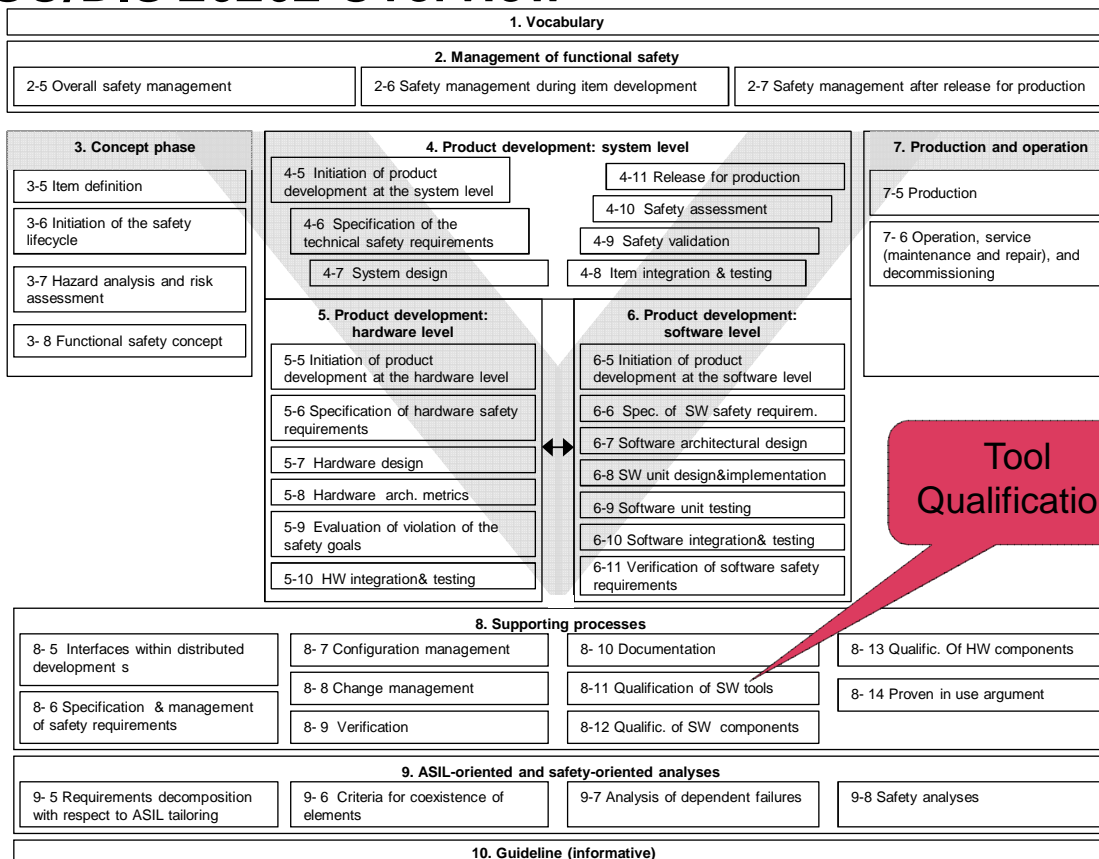 1. Vocabulary
2. Management of functional safety
2-5 Overall safety management
2-6 Safety management during item development
2-7 Safety management after release for production
3. Concept phase
3-5 Item definition
3-6 Initiation of the safety
lifecycle
3-7 Hazard analysis and risk
assessment
3- 8 Functional safety concept
4. Product development: system level
4-5 Initiation of product
development at the system level
4-6 Specification of the
technical safety requirements
4-7 System design
4-11 Release for production
4-10 Safety assessment
4-9 Safety validation
4-8 Item integration & testing
7. Production and operation
7-5 Production
7- 6 Operation, service
(maintenance and repair), and
decommissioning
5. Product development:
hardware level
5-5 Initiation of product
development at the hardware level
5-6 Specification of hardware safety
requirements
5-7 Hardware design
5-8 Hardware arch. metrics
5-9 Evaluation of violation of the
safety goals
5-10 HW integration& testing
6. Product development:
software level
6-5 Initiation of product
development at the software level
6-6 Spec. of SW safety requirem.
6-7 Software architectural design
6-8 SW unit design&implementation
6-9 Software unit testing
6-10 Software integration& testing
6-11 Verification of software safety
requirements
Tool
Qualificatio
8. Supporting processes
8- 5 Interfaces within distributed
development s
8- 6 Specification & management
of safety requirements
8- 7 Configuration management
8- 8 Change management
8- 9 Verification
8- 10 Documentation
8-11 Qualification of SW tools
8-12 Qualific. of SW components
8- 13 Qualific. Of HW components
8- 14 Proven in use argument
9. ASIL-oriented and safety-oriented analyses
9- 5 Requirements decomposition
with respect to ASIL tailoring
9- 6 Criteria for coexistence of
elements
9-7 Analysis of dependent failures
9-8 Safety analyses
10. Guideline (informative)